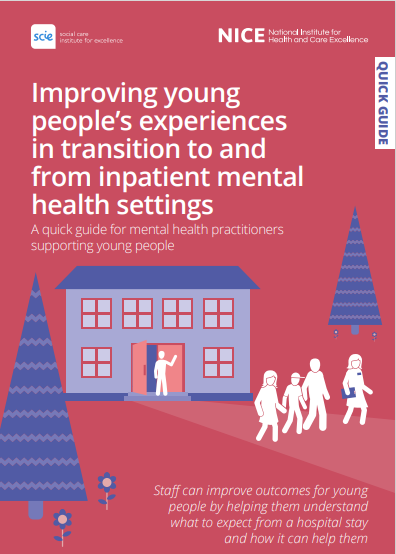 scie
social care
institute for excellence
NICE National Institute for
Health and Care Excellence
QUICK GUIDE
Improving young
people's experiences
in transition to and
from inpatient mental
health settings
A quick guide for mental health practitioners
supporting young people
Staff can improve outcomes for young
people by helping them understand
what to expect from a hospital stay
and how it can help them